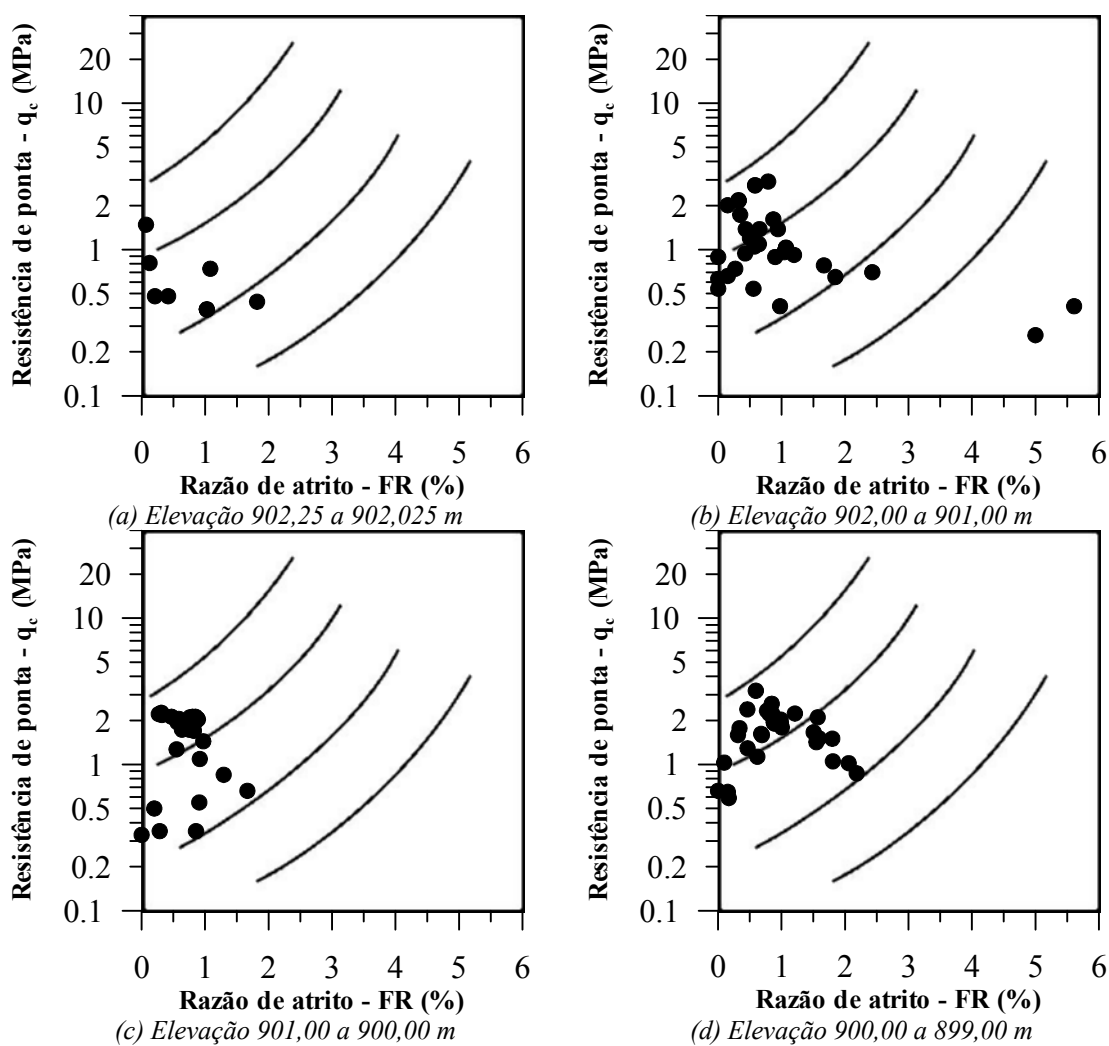 Resistência de ponta - qc (MPa)
20
10
5
2
1
0.5
0.2
0.1
0 1 2 3 4 5 6
Razão de atrito - FR (%)
(a) Elevação 902,25 a 902,025 m
Resistência de ponta - qc (MPa)
20
10
5
2
1
0.5
0.2
0.1
0 1 2 3 4 5 6
Razão de atrito - FR (%)
(b) Elevação 902,00 a 901,00 m
Resistência de ponta - qc (MPa)
20
10
5
2
1
0.5
0.2
0.1
0 1 2 3 4 5 6
Razão de atrito - FR (%)
(c) Elevação 901,00 a 900,00 m
Resistência de ponta - qc (MPa)
20
10
5
2
1
0.5
0.2
0.1
0 1 2 3 4 5 6
Razão de atrito - FR (%)
(d) Elevação 900,00 a 899,00 m